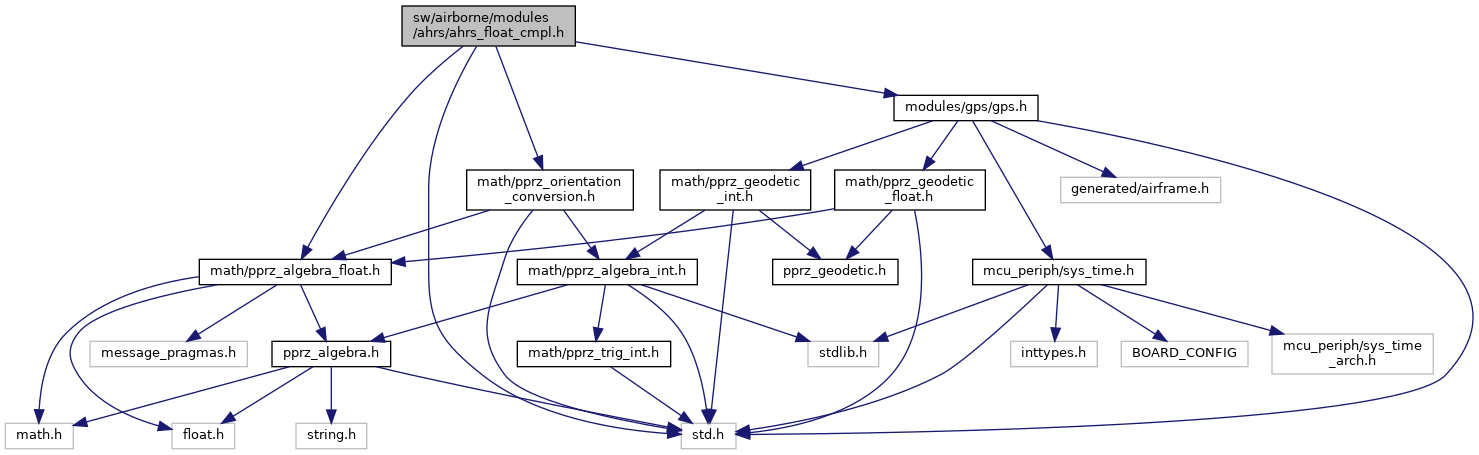 sw/airborne/modules
/ahrs/ahrs_float_cmpl.h
modules/gps/gps.h
math/pprz_orientation
_conversion.h
math/pprz_geodetic
_int.h
math/pprz_geodetic
_float.h
generated/airframe.h
math/pprz_algebra_float.h
math/pprz_algebra_int.h
pprz_geodetic.h
mcu_periph/sys_time.h
message_pragmas.h
pprz_algebra.h
math/pprz_trig_int.h
stdlib.h
inttypes.h
BOARD_CONFIG
mcu_periph/sys_time
_arch.h
math.h
float.h
string.h
std.h